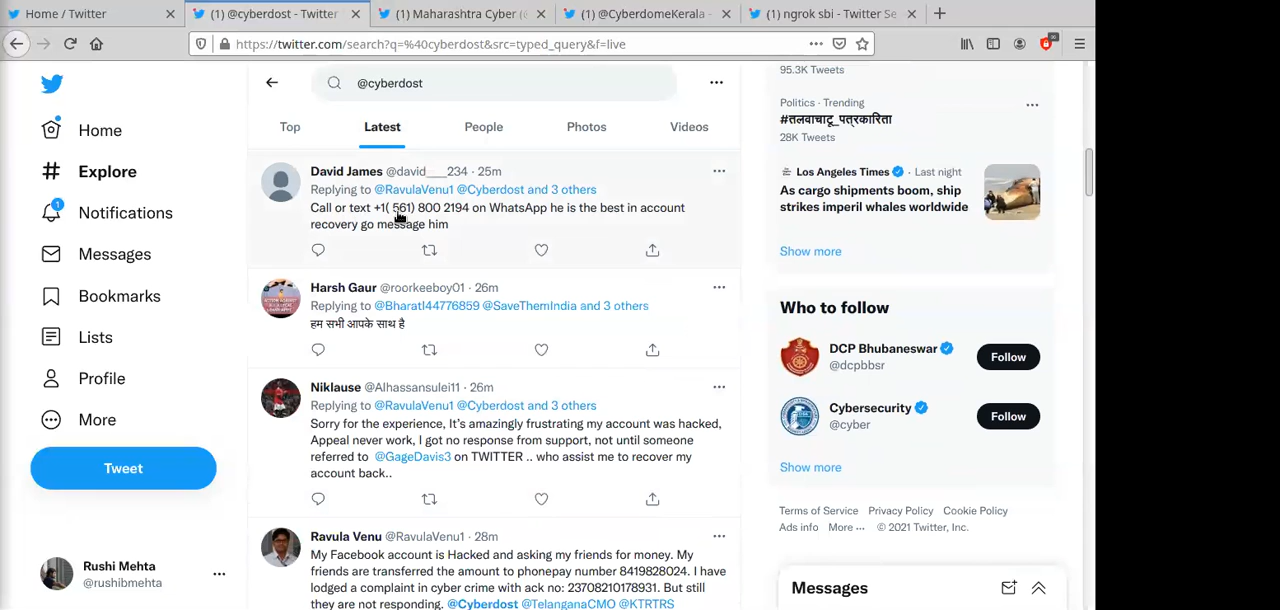 Home / Twitter
(1) @cyberdost - Twitter
(1) Maharashtra Cyber (
(1) @CyberdomeKerala -
(1) ngrok sbi - Twitter Se
https://twitter.com/search?q=%40cyberdost&src=typed_query&f=live
Home
Explore
1
Notifications
Messages
Bookmarks
Lists
Profile
More
Tweet
Rushi Mehta
@rushibmehta
@cyberdost
Top
Latest
People
Photos
Videos
David James @david___234 · 25m
Replying to @RavulaVenu1 @Cyberdost and 3 others
Call or text +1( 561) 800 2194 on WhatsApp he is the best in account
recovery go message him
Harsh Gaur @roorkeeboy01 · 26m
Replying to @BharatI44776859 @SaveThemIndia and 3 others
हम सभी आपके साथ है
Niklause @Alhassansulei11 · 26m
Replying to @RavulaVenu1 @Cyberdost and 3 others
Sorry for the experience, It's amazingly frustrating my account was hacked,
Appeal never work, I got no response from support, not until someone
referred to @GageDavis3 on TWITTER .. who assist me to recover my
account back..
Ravula Venu @RavulaVenu1 · 28m
My Facebook account is Hacked and asking my friends for money. My
friends are transferred the amount to phonepay number 8419828024. I have
lodged a complaint in cyber crime with ack no: 23708210178931. But still
they are not responding. @Cyberdost @TelanganaCMO @KTRTRS
95.3K Tweets
Politics · Trending
#तलवाचाटू_पत्रकारिता
28K Tweets
Los Angeles Times · Last night
As cargo shipments boom, ship
strikes imperil whales worldwide
Show more
Who to follow
DCP Bhubaneswar
@dcpbbsr
Follow
Cybersecurity
@cyber
Follow
Show more
Terms of Service Privacy Policy Cookie Policy
Ads info More ··· © 2021 Twitter, Inc.
Messages